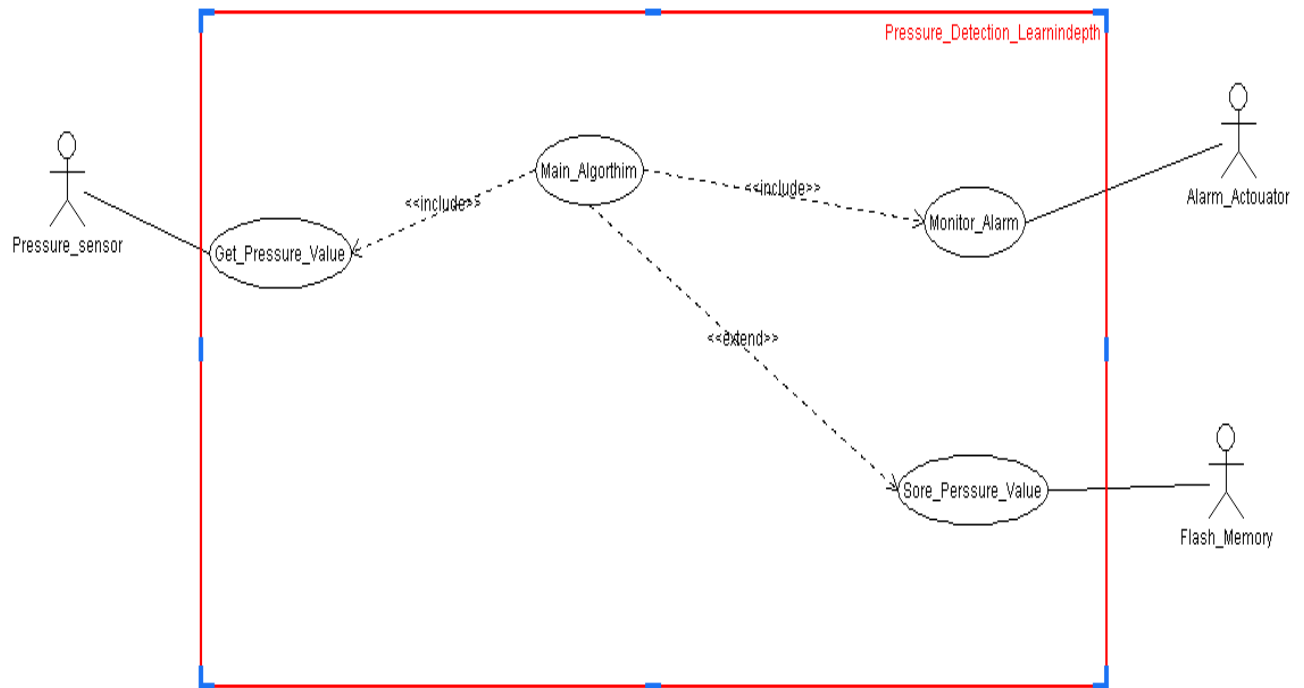 Pressure_Detection_Learnindepth
Main_Algorthim
<<include>>
<<include>>
Alarm_Actouator
Monitor_Alarm
Pressure_sensor
Get_Pressure_Value
<<extend>>
Sore_Perssure_Value
Flash_Memory